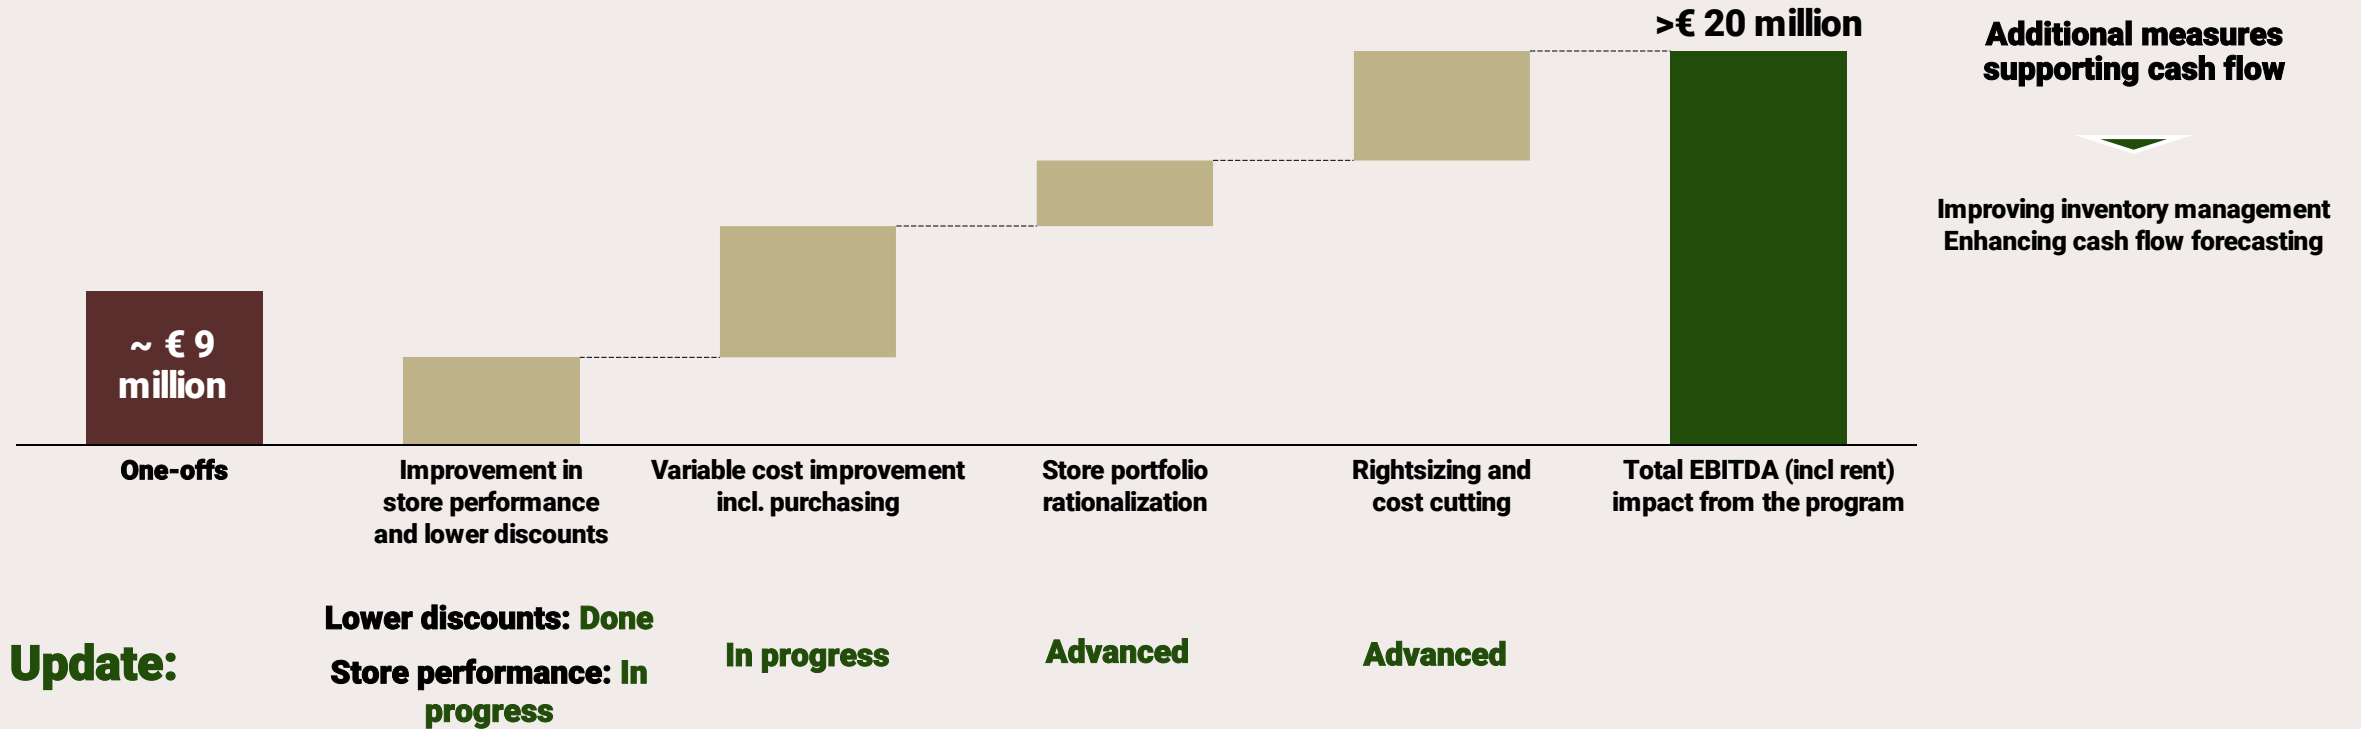 >€ 20 million
Additional measures
supporting cash flow
Improving inventory management
Enhancing cash flow forecasting
~ € 9
million
One-offs
Improvement in
store performance
and lower discounts
Variable cost improvement
incl. purchasing
Store portfolio
rationalization
Rightsizing and
cost cutting
Total EBITDA (incl rent)
impact from the program
Update:
Lower discounts: Done
Store performance: In
progress
In progress
Advanced
Advanced